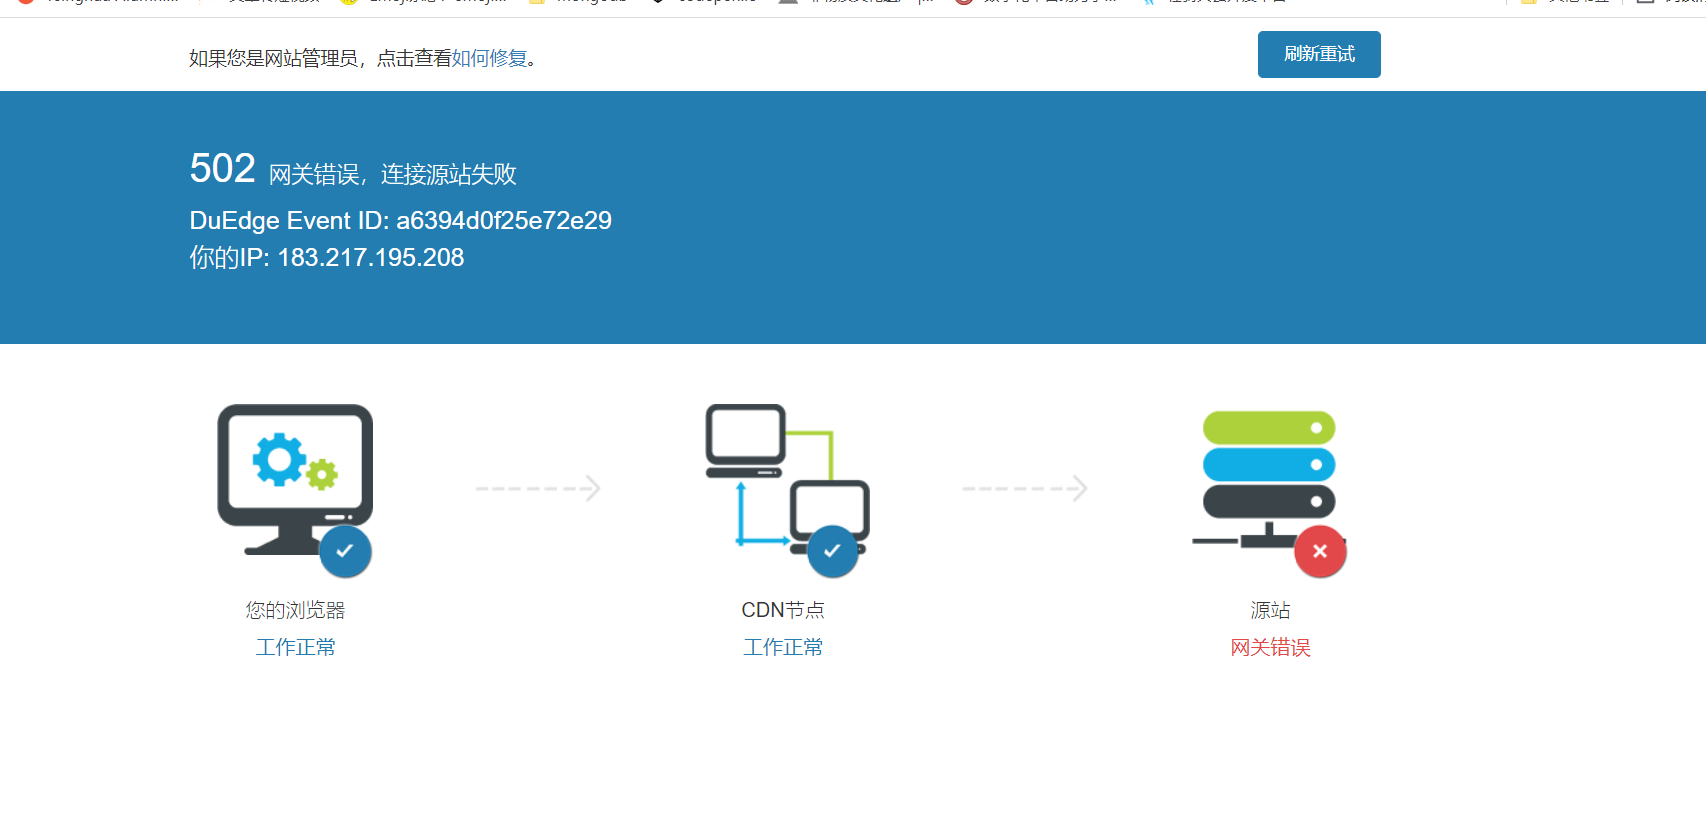 如果您是网站管理员，点击查看如何修复。
刷新重试
502 网关错误，连接源站失败
DuEdge Event ID: a6394d0f25e72e29
你的IP: 183.217.195.208
您的浏览器
工作正常
CDN节点
工作正常
源站
网关错误